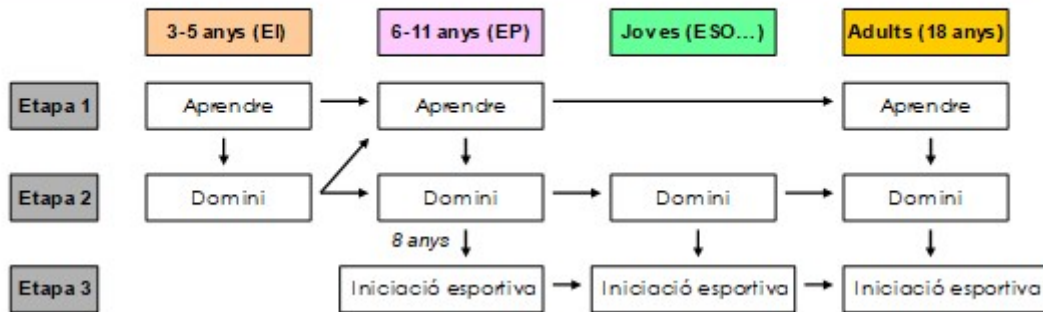 3-5 anys (EI) 6-11 anys (EP) Joves (ESO...) Adults (18 anys)
Etapa 1 Aprendre Aprendre Aprendre
Etapa 2 Domini Domini Domini Domini
8 anys
Etapa 3 Iniciació esportiva Iniciació esportiva Iniciació esportiva